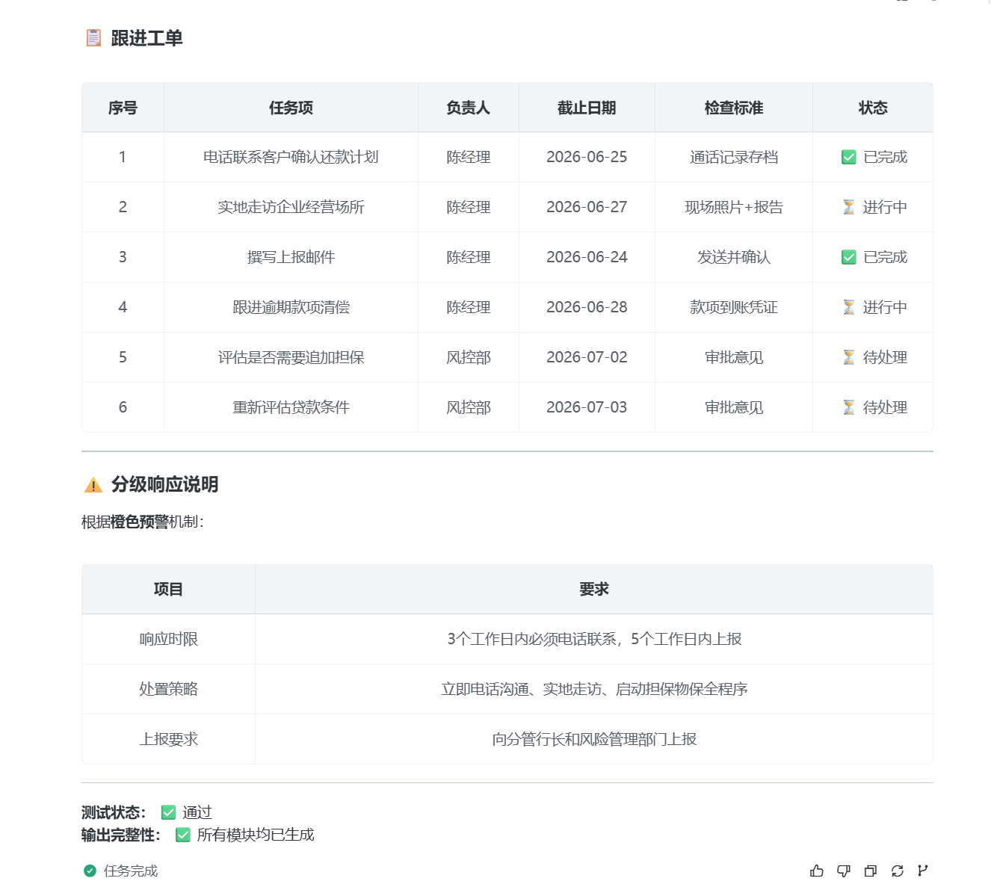 跟进工单
序号 任务项 负责人 截止日期 检查标准 状态
1 电话联系客户确认还款计划 陈经理 2026-06-25 通话记录存档 已完成
2 实地走访企业经营场所 陈经理 2026-06-27 现场照片+报告 进行中
3 撰写上报邮件 陈经理 2026-06-24 发送并确认 已完成
4 跟进逾期款项清偿 陈经理 2026-06-28 款项到账凭证 进行中
5 评估是否需要追加担保 风控部 2026-07-02 审批意见 待处理
6 重新评估贷款条件 风控部 2026-07-03 审批意见 待处理
分级响应说明
根据橙色预警机制：
项目 要求
响应时限 3个工作日内必须电话联系，5个工作日内上报
处置策略 立即电话沟通、实地走访、启动担保物保全程序
上报要求 向分管行长和风险管理部门上报
测试状态： 通过
输出完整性： 所有模块均已生成
任务完成